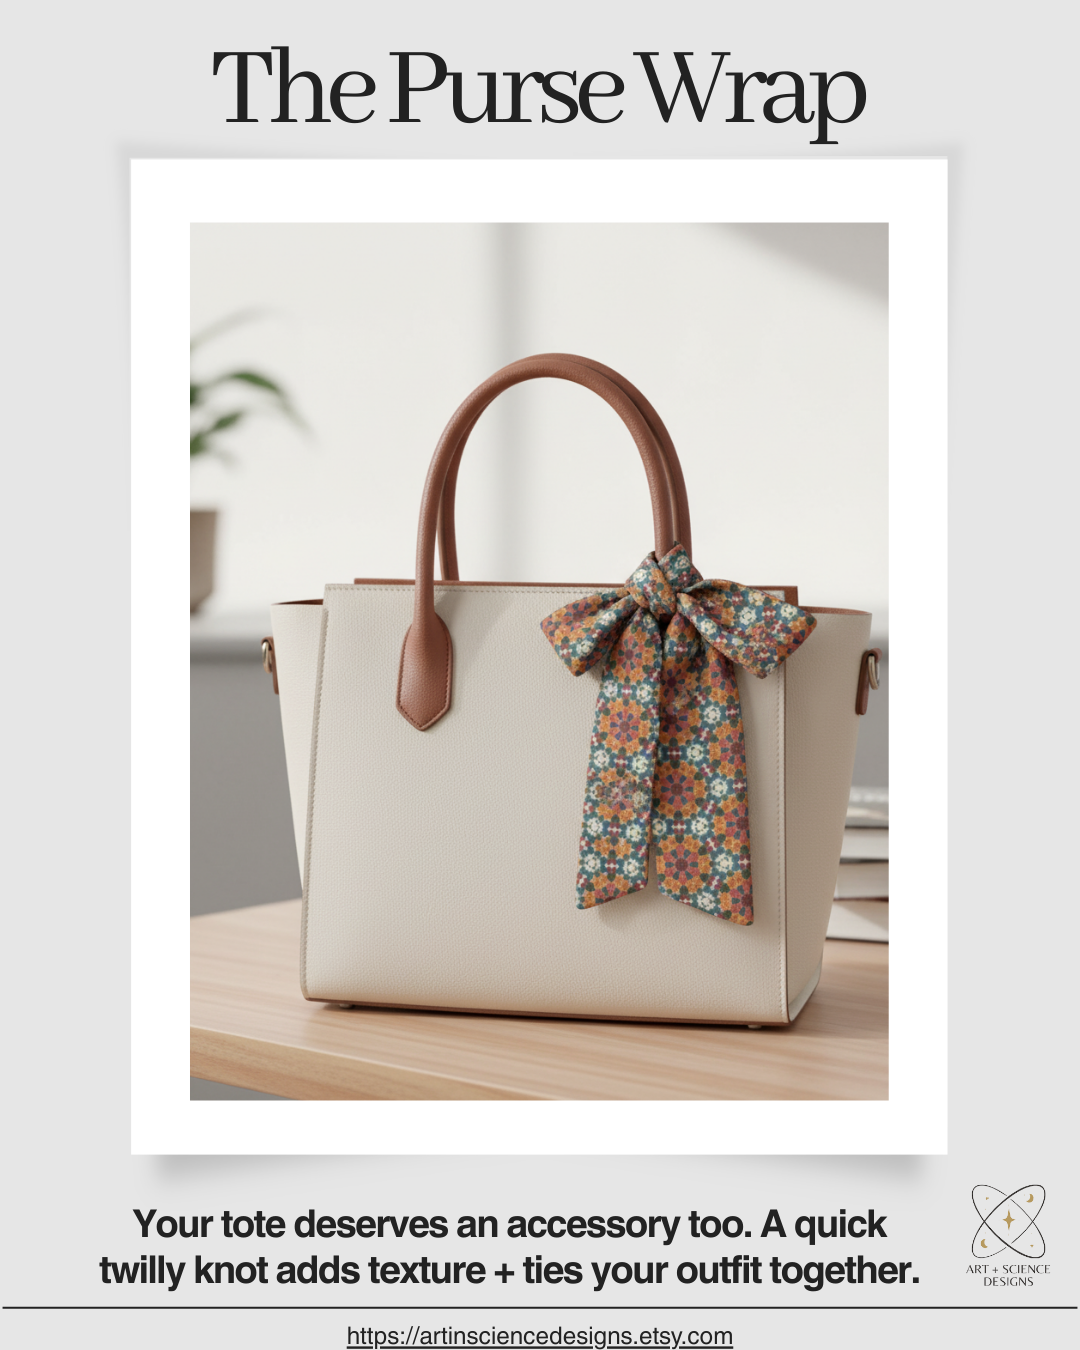 The Purse Wrap
Your tote deserves an accessory too. A quick
twilly knot adds texture + ties your outfit together.
ART + SCIENCE
DESIGNS
https://artinsciencedesigns.etsy.com